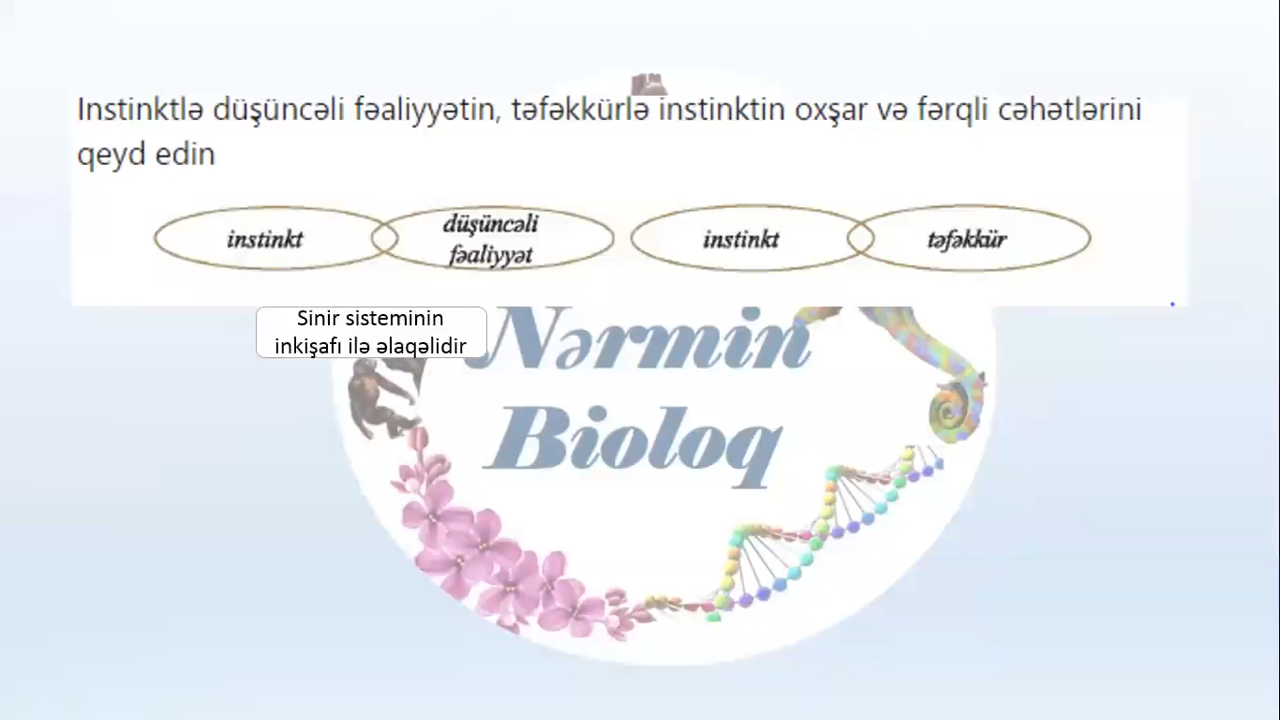 Instinktlə düşüncəli fəaliyyətin, təfəkkürlə instinktin oxşar və fərqli cəhətlərini
qeyd edin
instinkt
düşüncəli
fəaliyyət
instinkt
təfəkkür
Sinir sisteminin
inkişafı ilə əlaqəlidir
Nərmin
Bioloq